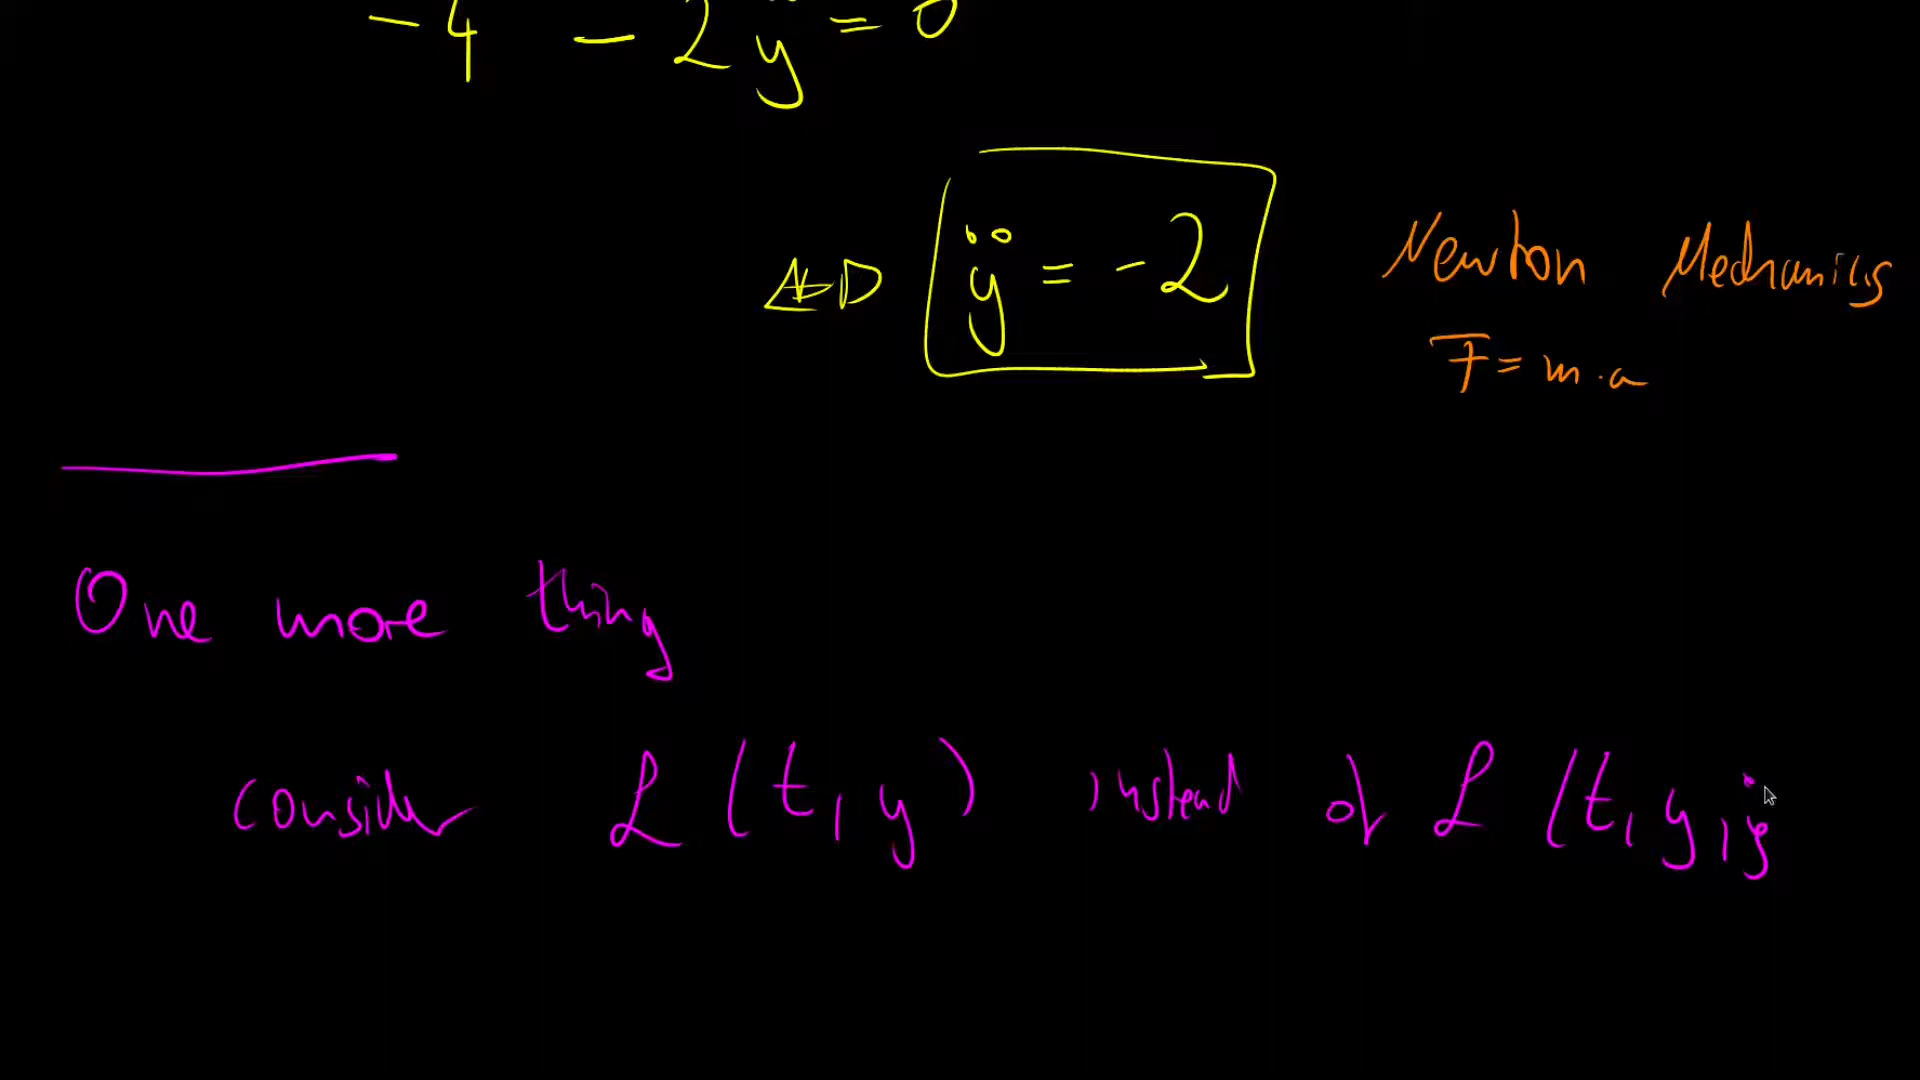 -4 - 2ÿ = 0
ÿ = -2
Newton Mechanics
F = m.a
One more thing
consider L(t, y) instead of L(t, y, ẏ